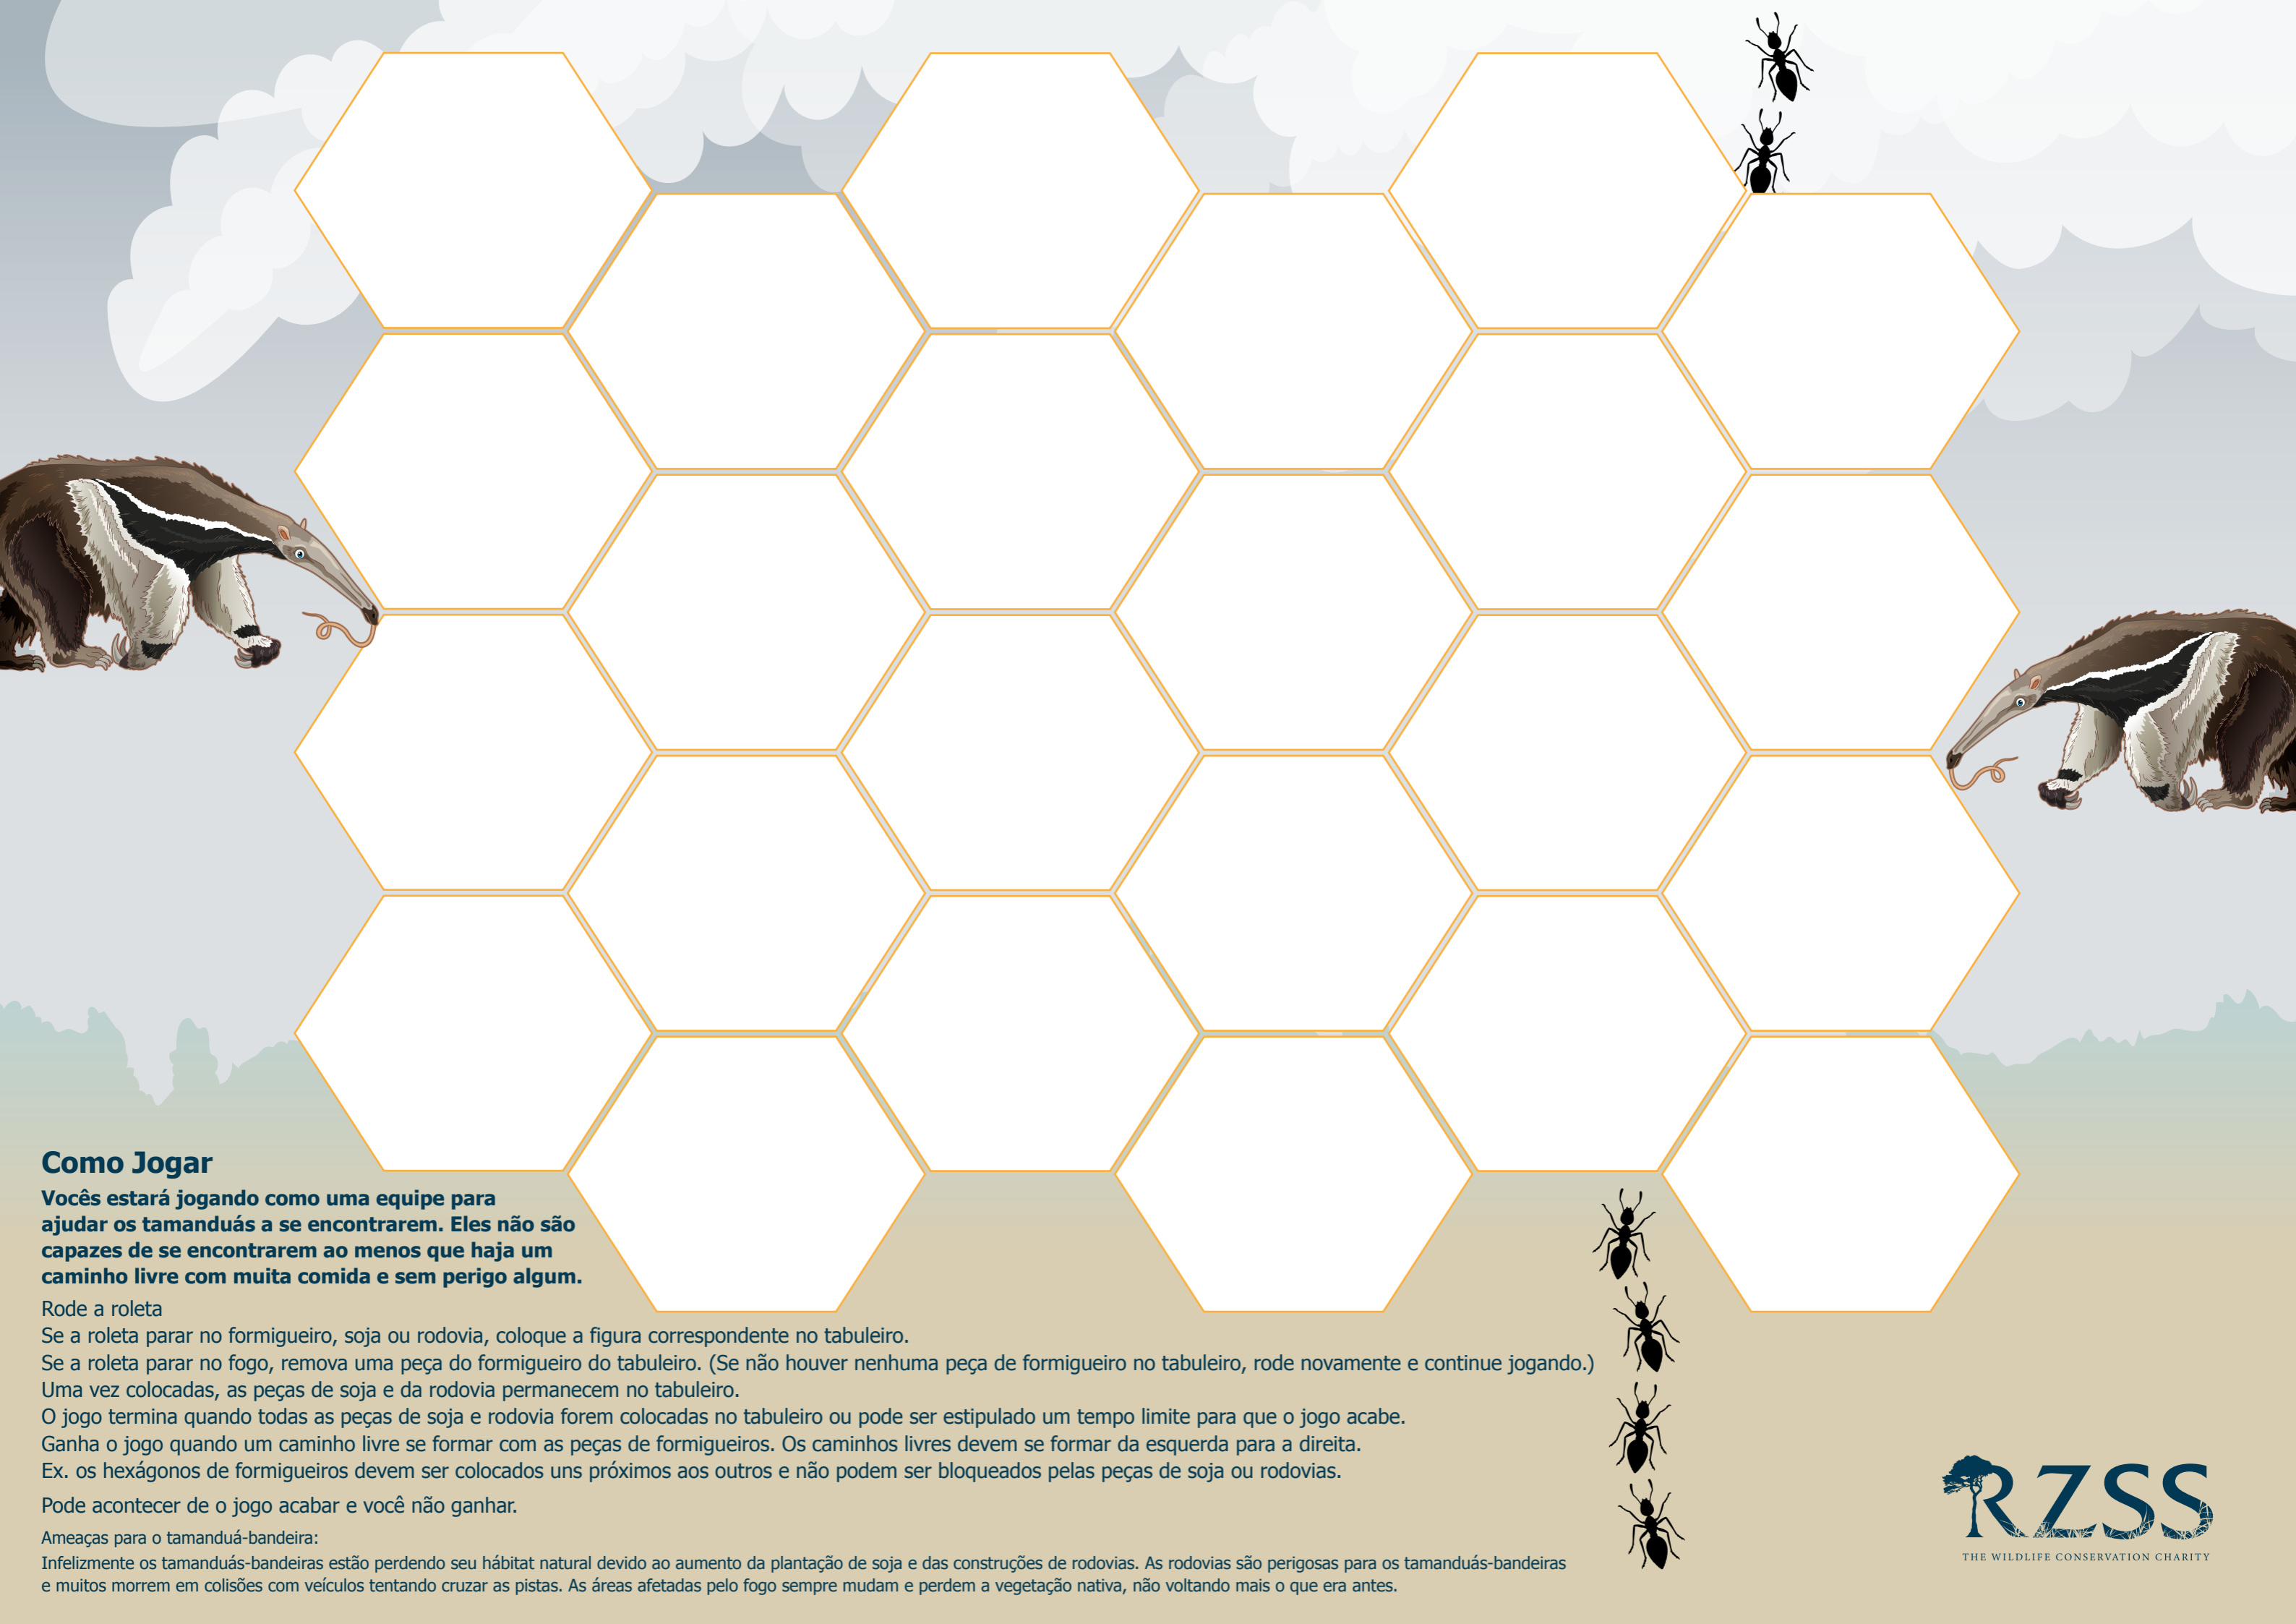 Como Jogar
Vocês estará jogando como uma equipe para
ajudar os tamanduás a se encontrarem. Eles não são
capazes de se encontrarem ao menos que haja um
caminho livre com muita comida e sem perigo algum.
Rode a roleta
Se a roleta parar no formigueiro, soja ou rodovia, coloque a figura correspondente no tabuleiro.
Se a roleta parar no fogo, remova uma peça do formigueiro do tabuleiro. (Se não houver nenhuma peça de formigueiro no tabuleiro, rode novamente e continue jogando.)
Uma vez colocadas, as peças de soja e da rodovia permanecem no tabuleiro.
O jogo termina quando todas as peças de soja e rodovia forem colocadas no tabuleiro ou pode ser estipulado um tempo limite para que o jogo acabe.
Ganha o jogo quando um caminho livre se formar com as peças de formigueiros. Os caminhos livres devem se formar da esquerda para a direita.
Ex. os hexágonos de formigueiros devem ser colocados uns próximos aos outros e não podem ser bloqueados pelas peças de soja ou rodovias.
Pode acontecer de o jogo acabar e você não ganhar.
Ameaças para o tamanduá-bandeira:
Infelizmente os tamanduás-bandeiras estão perdendo seu hábitat natural devido ao aumento da plantação de soja e das construções de rodovias. As rodovias são perigosas para os tamanduás-bandeiras
e muitos morrem em colisões com veículos tentando cruzar as pistas. As áreas afetadas pelo fogo sempre mudam e perdem a vegetação nativa, não voltando mais o que era antes.
RZSS
THE WILDLIFE CONSERVATION CHARITY